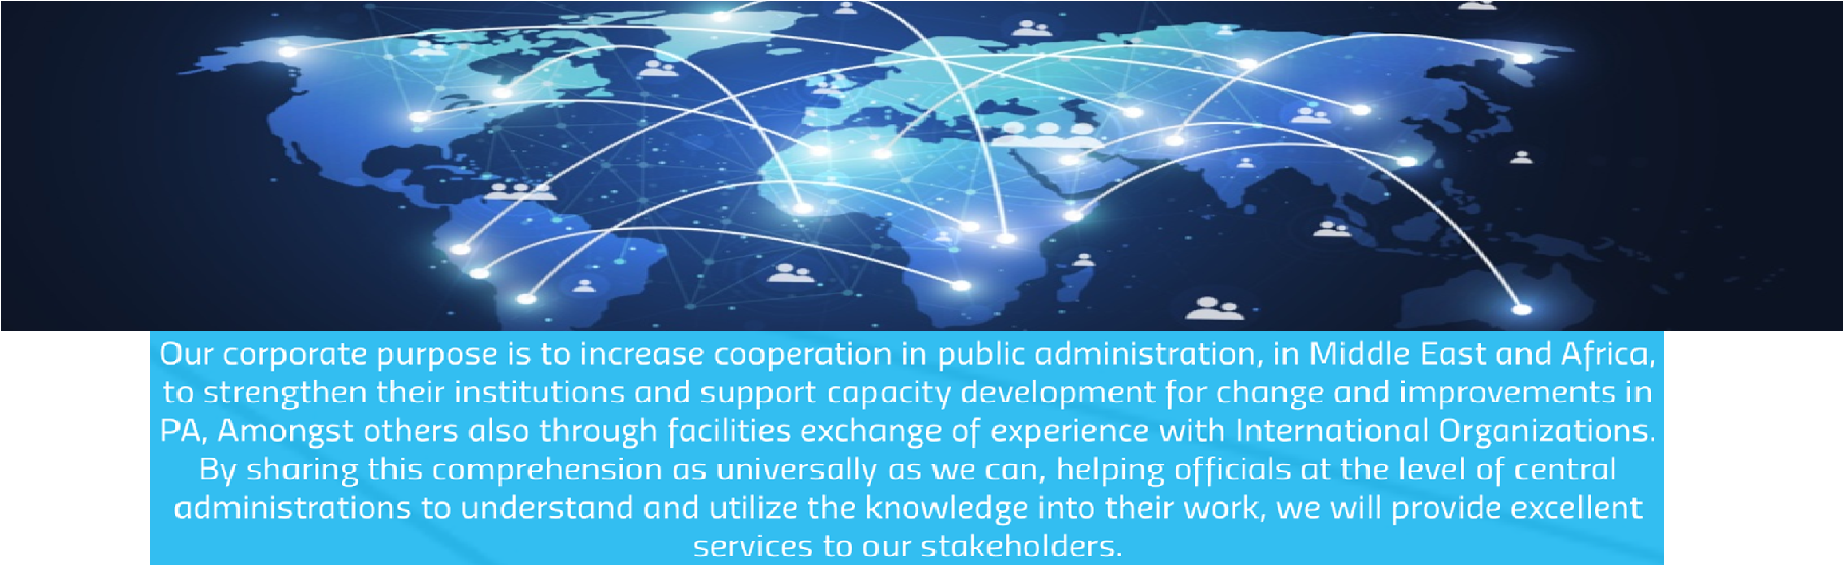 Our corporate purpose is to increase cooperation in public administration, in Middle East and Africa,
to strengthen their institutions and support capacity development for change and improvements in
PA, Amongst others also through facilities exchange of experience with International Organizations.
By sharing this comprehension as universally as we can, helping officials at the level of central
administrations to understand and utilize the knowledge into their work, we will provide excellent
services to our stakeholders.